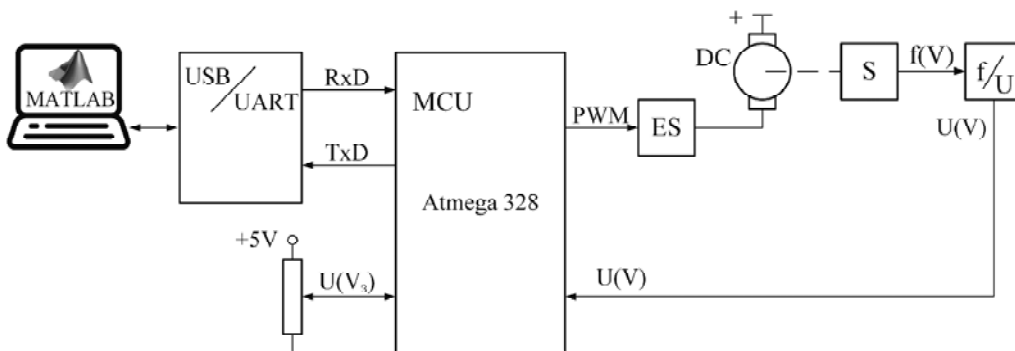 MATLAB
USB/UART
RxD
TxD
MCU
Atmega 328
+5V
U(V₃)
PWM
ES
+
DC
S
f(V)
f/U
U(V)
U(V)